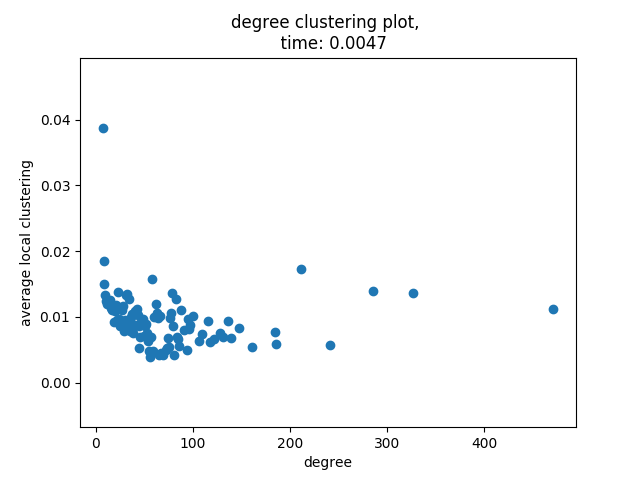 degree clustering plot,
time: 0.0047
average local clustering
0.04
0.03
0.02
0.01
0.00
0 100 200 300 400
degree